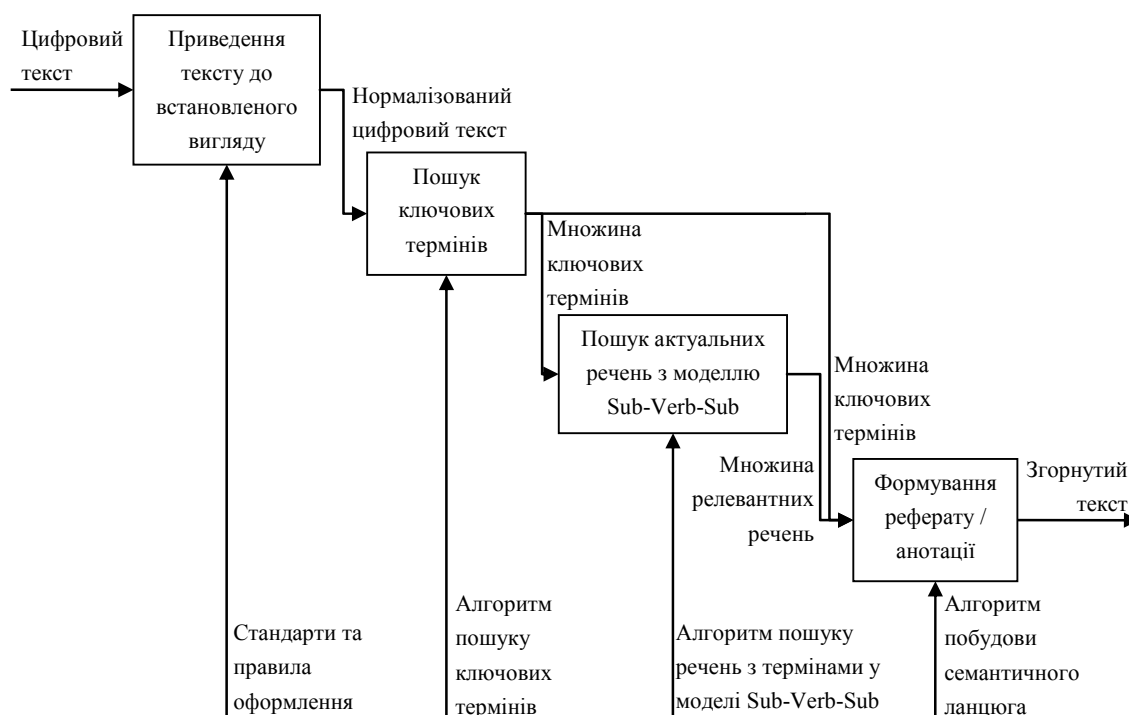 Цифровий
текст
Приведення
тексту до
встановленого
вигляду
Нормалізований
цифровий текст
Пошук
ключових
термінів
Множина
ключових
термінів
Пошук актуальних
речень з моделлю
Sub-Verb-Sub
Множина
ключових
термінів
Множина
релевантних
речень
Формування
реферату /
анотації
Згорнутий
текст
Стандарти та
правила
оформлення
Алгоритм
пошуку
ключових
термінів
Алгоритм пошуку
речень з термінами у
моделі Sub-Verb-Sub
Алгоритм
побудови
семантичного
ланцюга